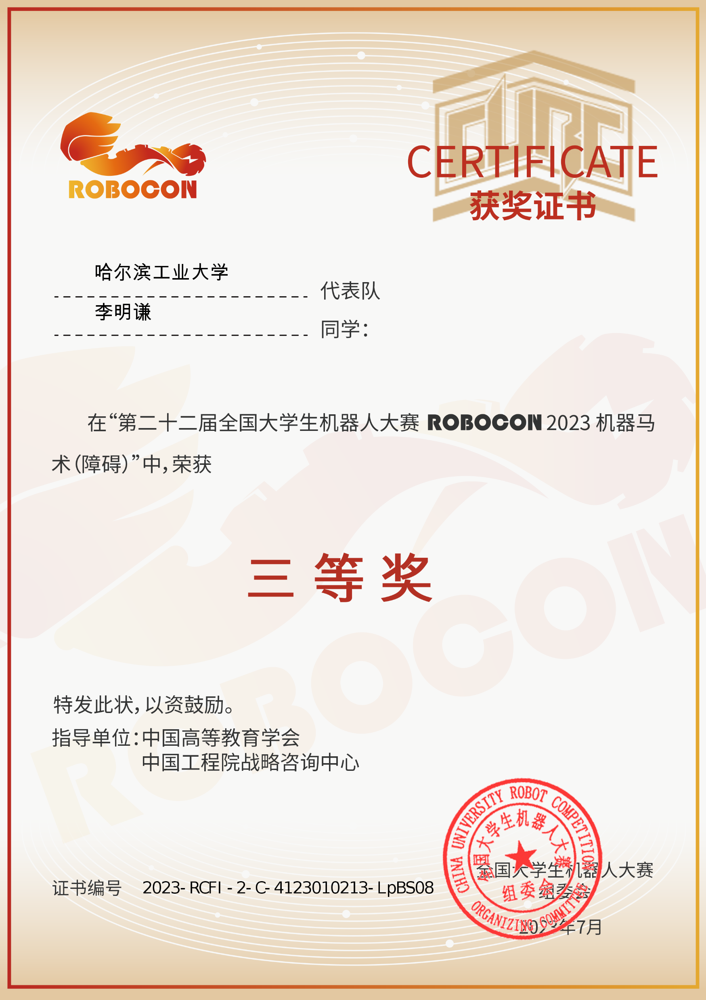 ROBOCON
CURC
CERTIFICATE
获奖证书
哈尔滨工业大学
代表队
李明谦
同学：
在“第二十二届全国大学生机器人大赛 ROBOCON 2023 机器马
术（障碍）”中，荣获
三等奖
特发此状，以资鼓励。
指导单位：中国高等教育学会
中国工程院战略咨询中心
证书编号 2023-RCFI-2-C-4123010213-LpBS08
全国大学生机器人大赛
组委会
2023年7月
CHINA UNIVERSITY ROBOT COMPETITION
全国大学生机器人大赛
组委会
ORGANIZING COMMITTEE
ROBOCON